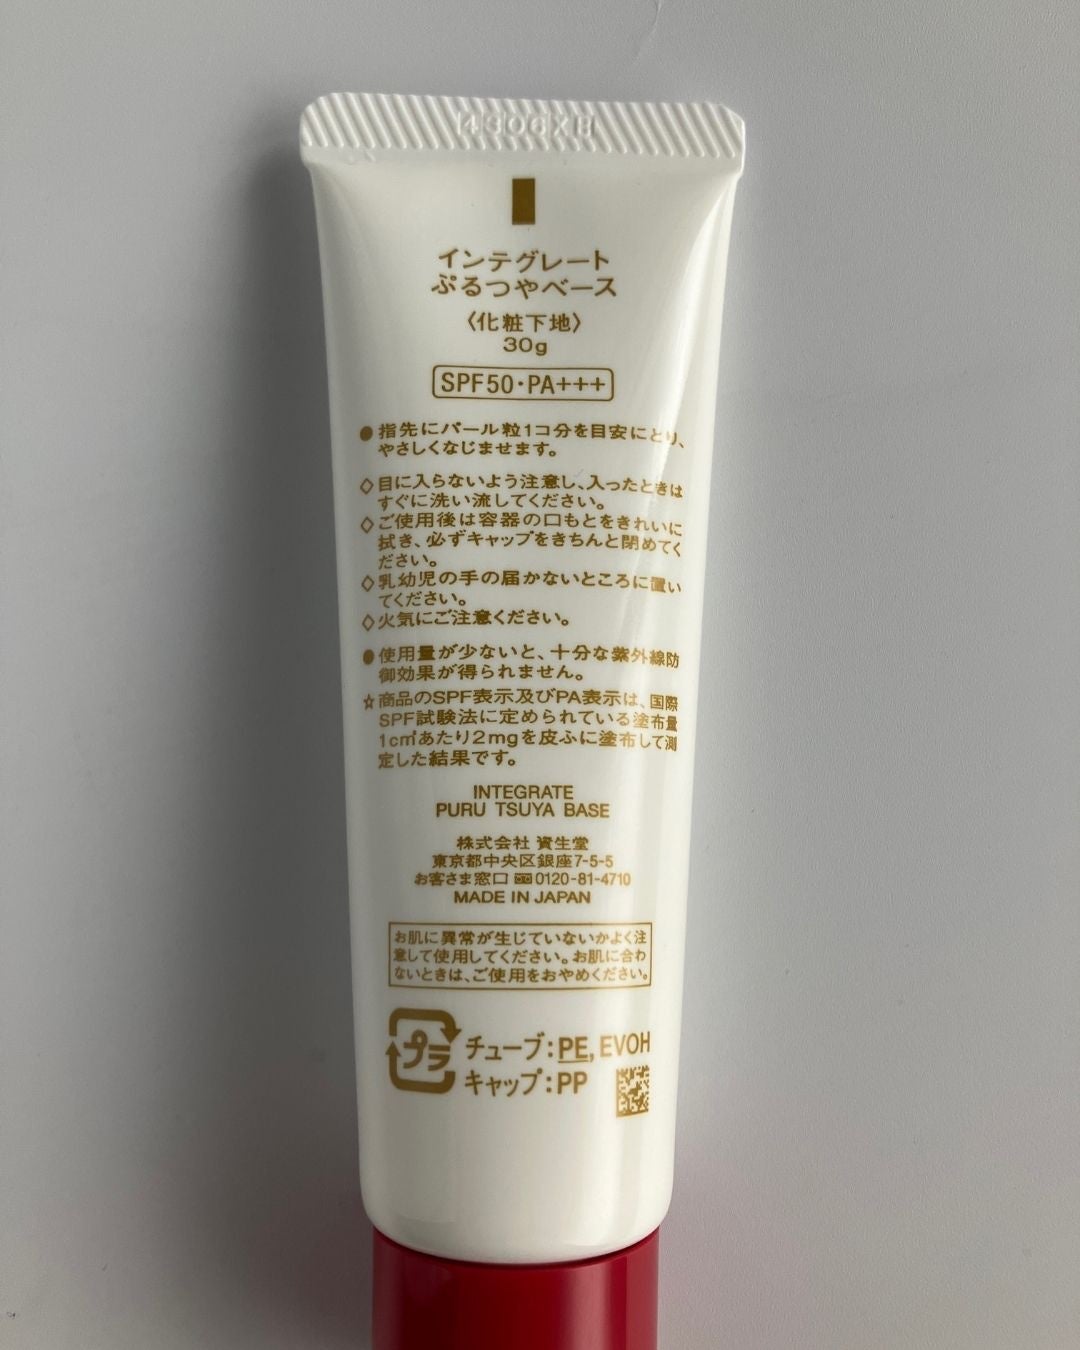 4306XB
インテグレート
ぷるつやベース
〈化粧下地〉
30g
SPF50・PA+++
●指先にパール粒1コ分を目安にとり、
やさしくなじませます。
◇目に入らないよう注意し、入ったときは
すぐに洗い流してください。
◇ご使用後は容器の口もとをきれいに
拭き、必ずキャップをきちんと閉めてく
ださい。
◇乳幼児の手の届かないところに置い
てください。
◇火気にご注意ください。
●使用量が少ないと、十分な紫外線防
御効果が得られません。
☆商品のSPF表示及びPA表示は、国際
SPF試験法に定められている塗布量
1c㎡あたり2mgを皮ふに塗布して測
定した結果です。
INTEGRATE
PURU TSUYA BASE
株式会社 資生堂
東京都中央区銀座7-5-5
お客さま窓口 0120-81-4710
MADE IN JAPAN
お肌に異常が生じていないかよく注
意して使用してください。お肌に合わ
ないときは、ご使用をおやめください。
プラ チューブ:PE, EVOH
キャップ:PP